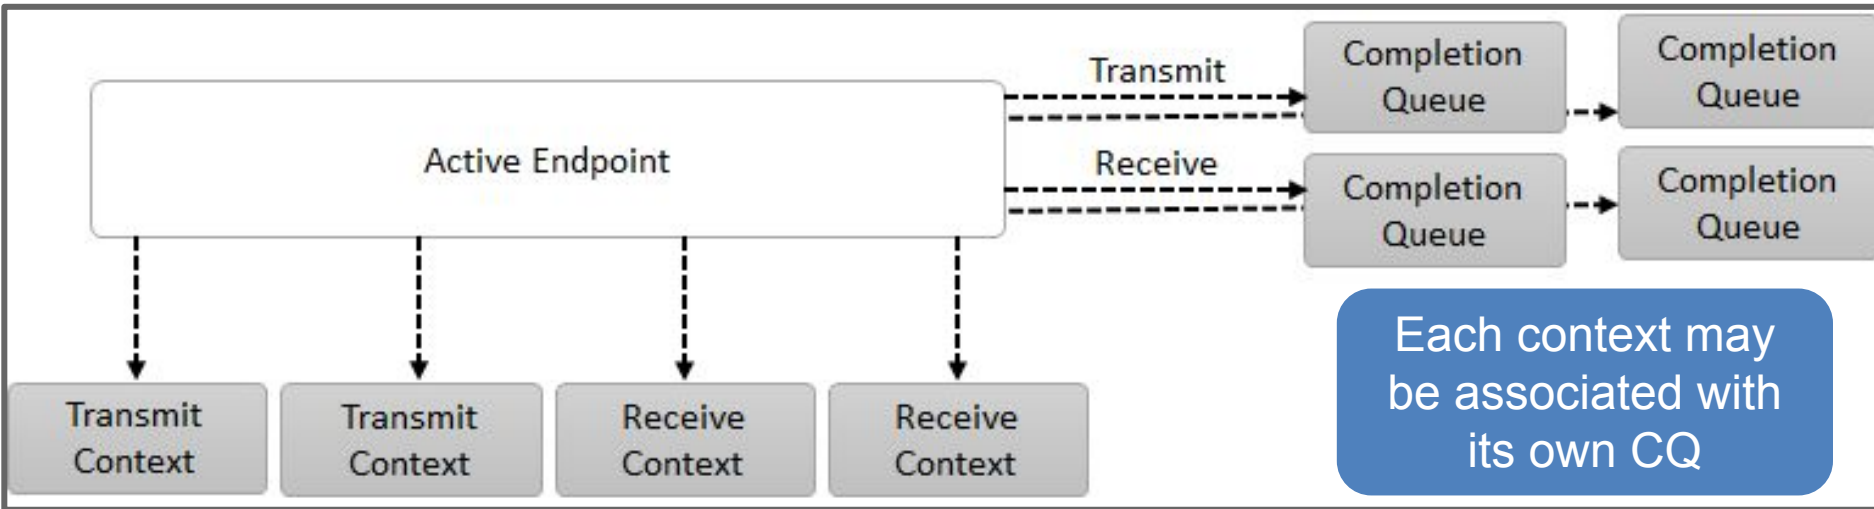 Active Endpoint
Transmit
Receive
Completion
Queue
Completion
Queue
Completion
Queue
Completion
Queue
Transmit
Context
Transmit
Context
Receive
Context
Receive
Context
Each context may
be associated with
its own CQ